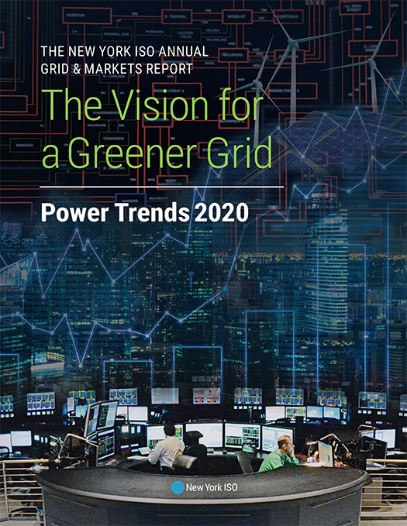 THE NEW YORK ISO ANNUAL
GRID & MARKETS REPORT
The Vision for
a Greener Grid
Power Trends 2020
New York ISO